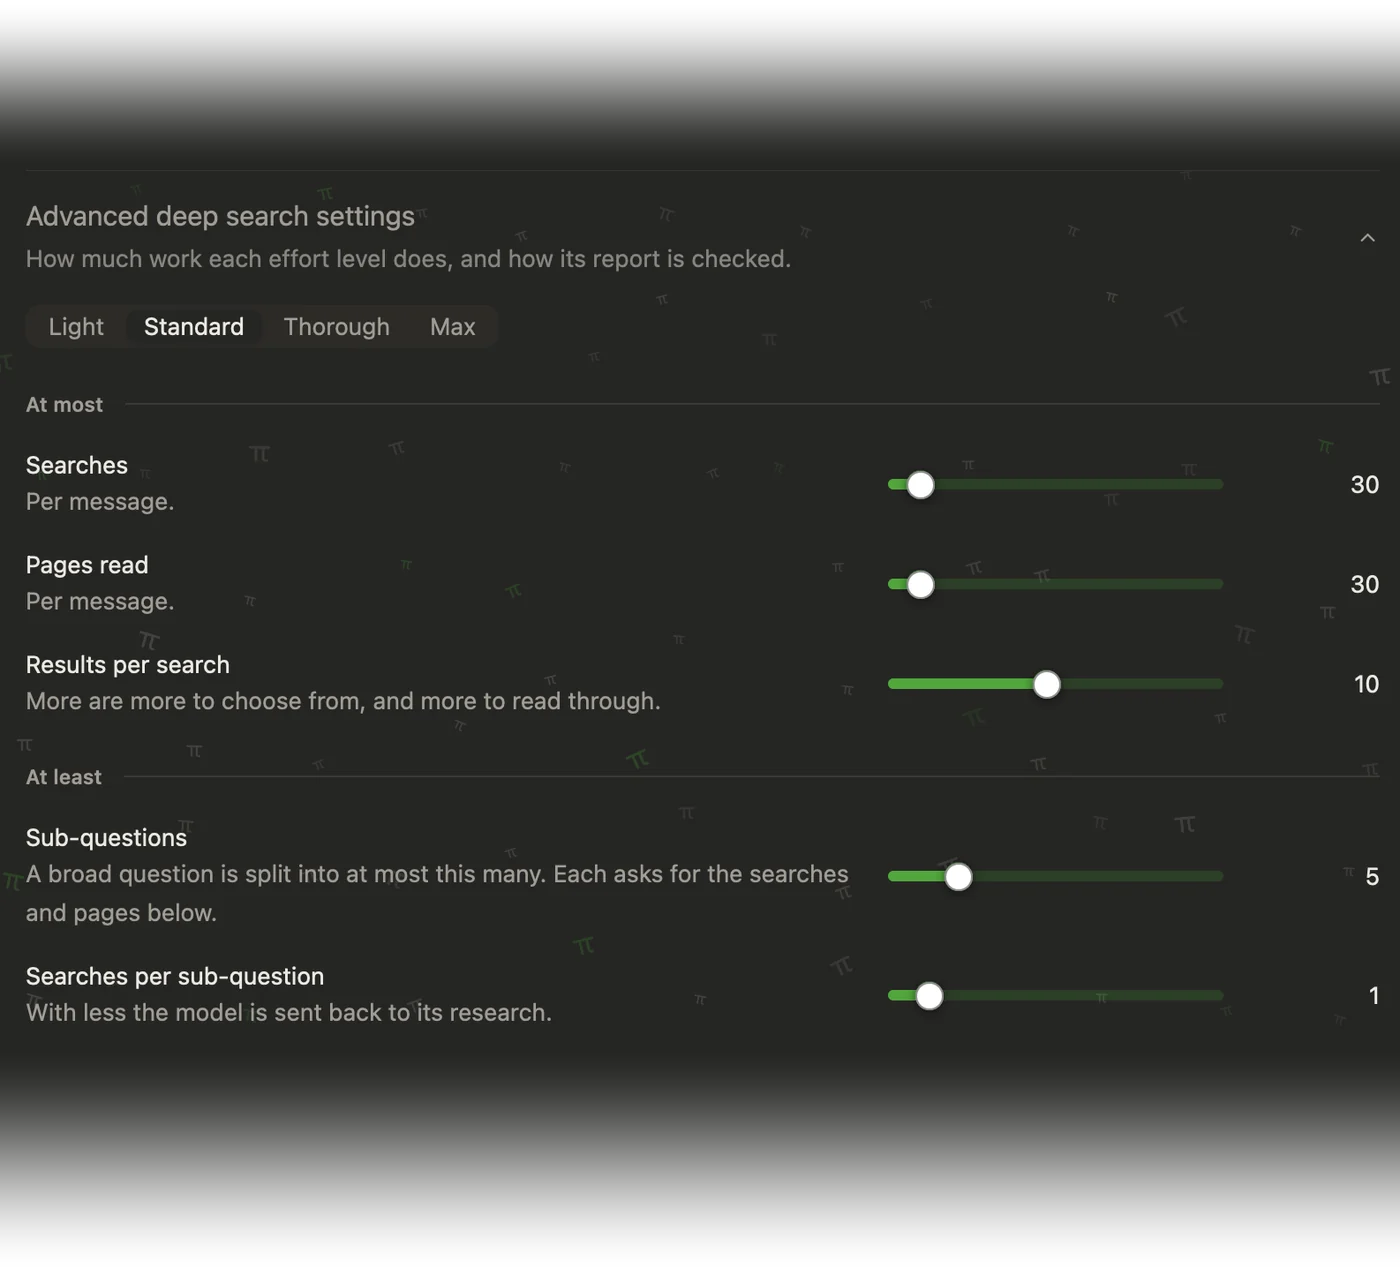 Advanced deep search settings
How much work each effort level does, and how its report is checked.
Light Standard Thorough Max
At most
Searches
Per message.
30
Pages read
Per message.
30
Results per search
More are more to choose from, and more to read through.
10
At least
Sub-questions
A broad question is split into at most this many. Each asks for the searches
and pages below.
5
Searches per sub-question
With less the model is sent back to its research.
1